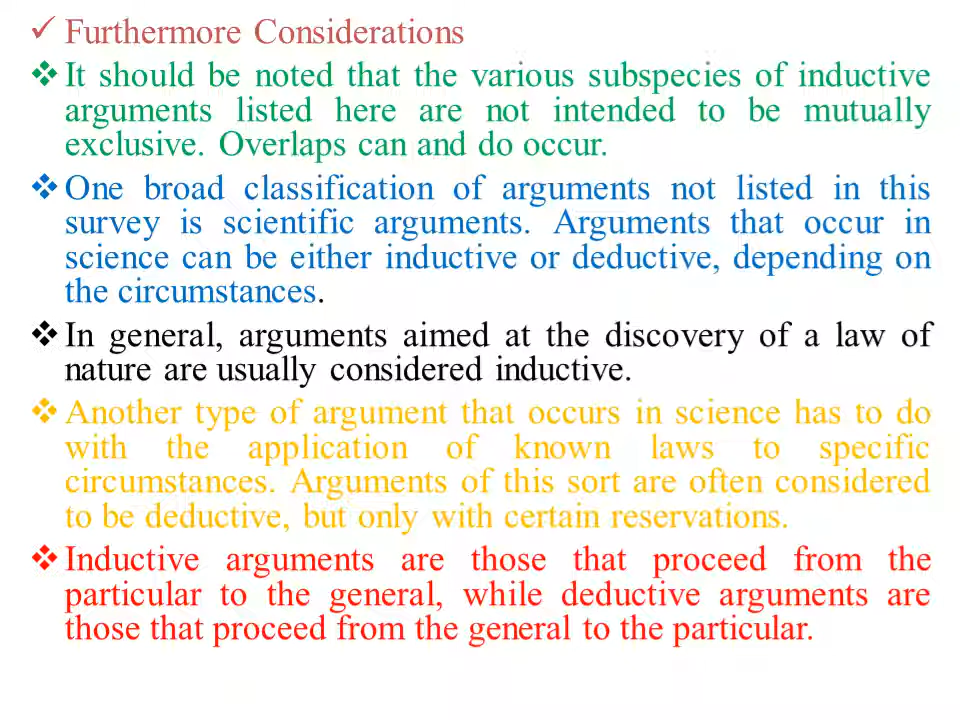 ✓ Furthermore Considerations
❖ It should be noted that the various subspecies of inductive
arguments listed here are not intended to be mutually
exclusive. Overlaps can and do occur.
❖ One broad classification of arguments not listed in this
survey is scientific arguments. Arguments that occur in
science can be either inductive or deductive, depending on
the circumstances.
❖ In general, arguments aimed at the discovery of a law of
nature are usually considered inductive.
❖ Another type of argument that occurs in science has to do
with the application of known laws to specific
circumstances. Arguments of this sort are often considered
to be deductive, but only with certain reservations.
❖ Inductive arguments are those that proceed from the
particular to the general, while deductive arguments are
those that proceed from the general to the particular.